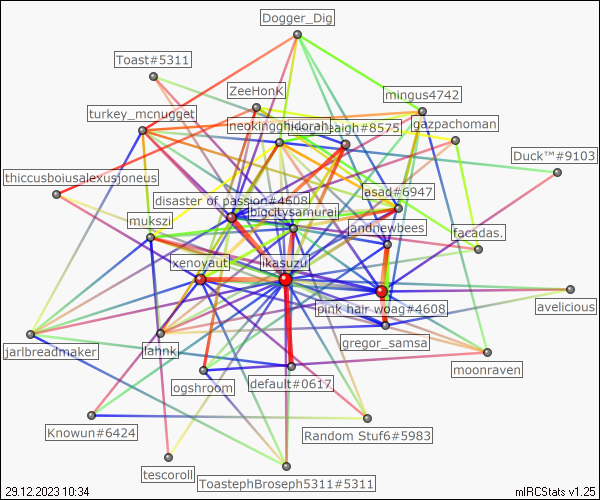 Dogger_Dig
Toast#5311
ZeeHonK
mingus4742
turkey_mcnugget
gazpachoman
neokingghidorah
aigh#8575
Duck™#9103
thiccusboiusalexusjoneus
asad#6947
disaster of passion#4608
bigcitysamurai
mukszi
andrewbees
facadas.
xenoyaut
ikasuzu
pink hair woag#4608
avelicious
gregor_samsa
jarlbreadmaker
lahnk
moonraven
ogshroom
default#0617
Knowun#6424
Random Stuf6#5983
tescoroll
ToastephBroseph5311#5311
29.12.2023 10:34
mIRCStats v1.25